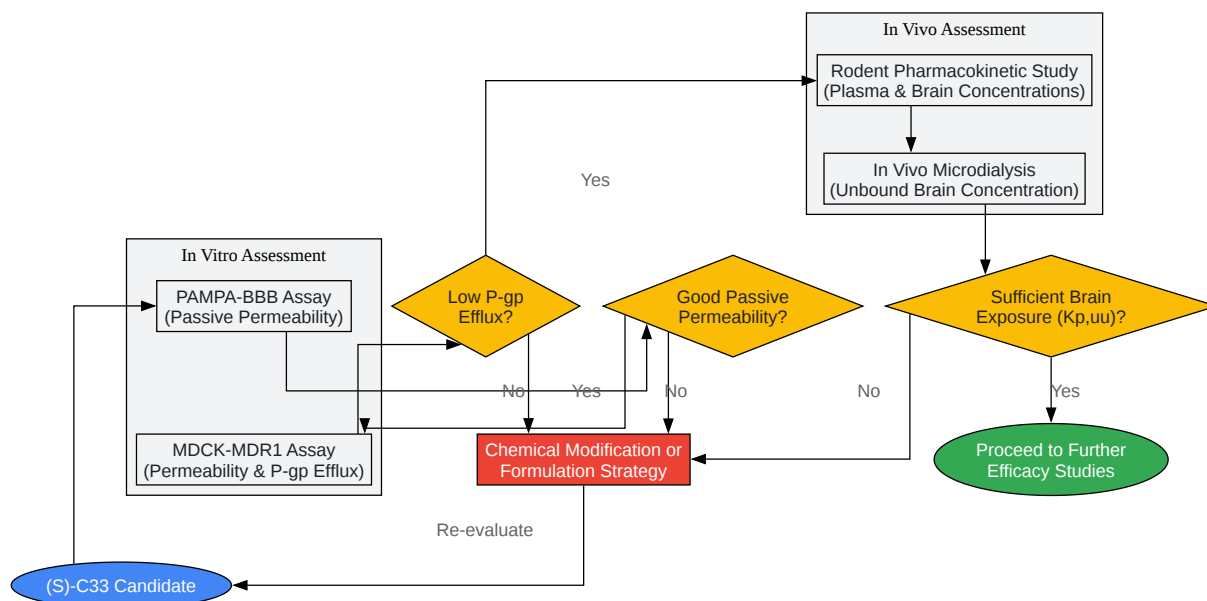 In Vivo Assessment
Rodent Pharmacokinetic Study
(Plasma & Brain Concentrations)
Yes
In Vivo Microdialysis
(Unbound Brain Concentration)
In Vitro Assessment
PAMPA-BBB Assay
(Passive Permeability)
Low P-gp
Efflux?
Good Passive
Permeability?
Sufficient Brain
Exposure (Kp,uu)?
No
Yes
No
No
Yes
MDCK-MDR1 Assay
(Permeability & P-gp Efflux)
Chemical Modification or
Formulation Strategy
Proceed to Further
Efficacy Studies
Re-evaluate
(S)-C33 Candidate